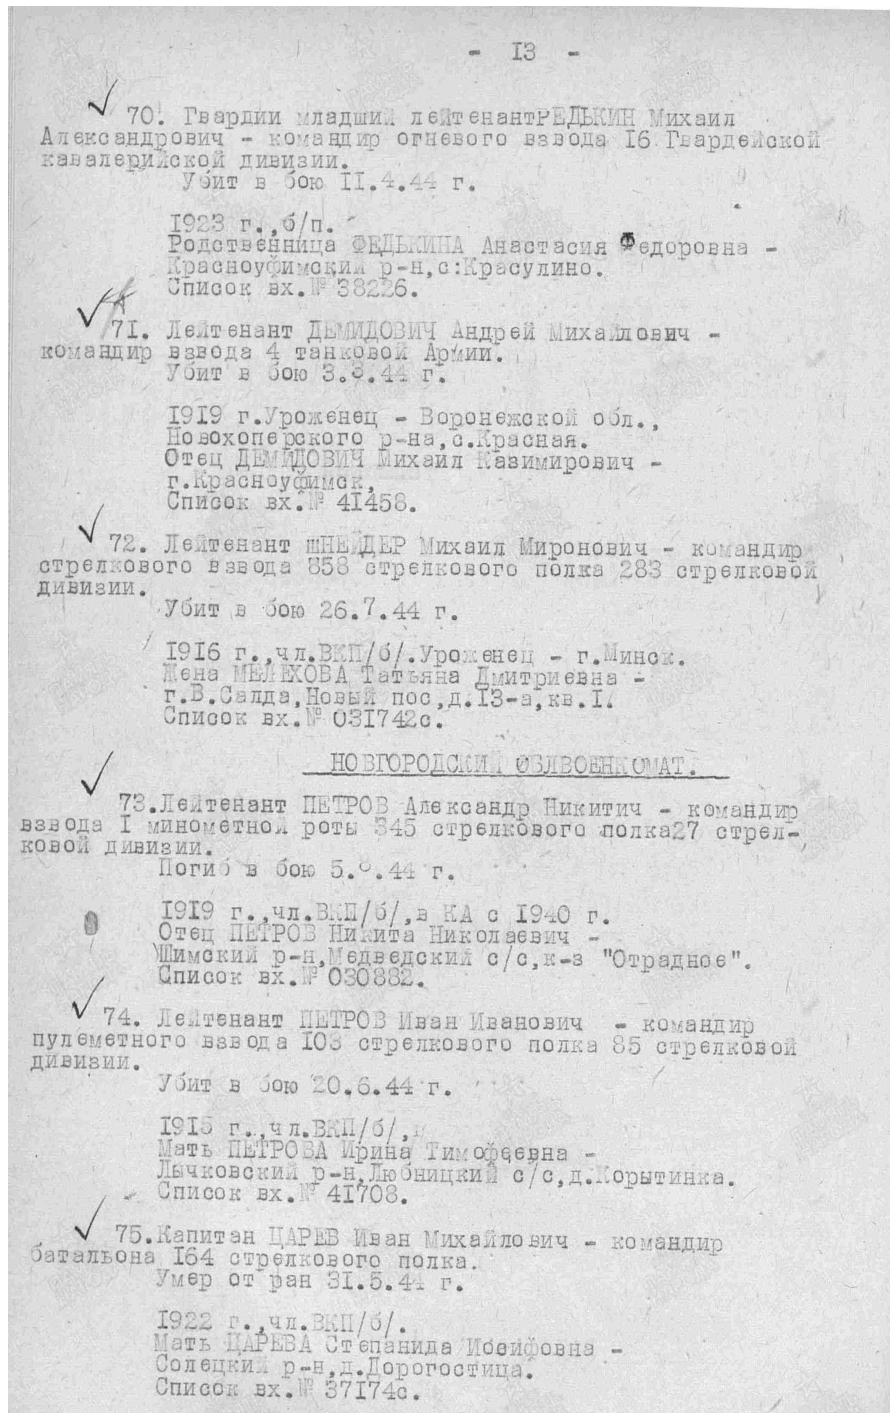 - 13 -
70. Гвардии младший лейтенант РЕДЬКИН Михаил
Александрович - командир огневого взвода 16 Гвардейской
кавалерийской дивизии.
Убит в бою 11.4.44 г.
1923 г.,б/п.
Родственница ФЕДЬКИНА Анастасия Федоровна -
Красноуфимский р-н,с:Красулино.
Список вх.№ 38226.
71. Лейтенант ДЕМИДОВИЧ Андрей Михайлович -
командир взвода 4 танковой Армии.
Убит в бою 3. .44 г.
1919 г.Уроженец - Воронежской обл.,
Новохоперского р-на,с.Красная.
Отец ДЕМИДОВИЧ Михаил Казимирович -
г.Красноуфимск,
Список вх.№ 41458.
72. Лейтенант ШНЕЙДЕР Михаил Миронович - командир
стрелкового взвода 858 стрелкового полка 283 стрелковой
дивизии.
Убит в бою 26.7.44 г.
1916 г.,чл.ВКП/б/.Уроженец - г.Минск.
Жена МЕЛЕХОВА Татьяна Дмитриевна -
г.В.Салда,Новый пос,д.13-а,кв.1.
Список вх.№ 031742с.
НОВГОРОДСКИЙ ОБЛВОЕНКОМАТ.
73.Лейтенант ПЕТРОВ Александр Никитич - командир
взвода 1 минометной роты 345 стрелкового полка27 стрел-
ковой дивизии.
Погиб в бою 5. .44 г.
1919 г.,чл.ВКП/б/,в КА с 1940 г.
Отец ПЕТРОВ Никита Николаевич -
Шимский р-н,Медведский с/с,к-з "Отрадное".
Список вх.№ 030882.
74. Лейтенант ПЕТРОВ Иван Иванович - командир
пулеметного взвода 103 стрелкового полка 85 стрелковой
дивизии.
Убит в бою 20.6.44 г.
1915 г.,чл.ВКП/б/,
Мать ПЕТРОВА Ирина Тимофеевна -
Лычковский р-н,Любницкий с/с,д.Корытинка.
Список вх.№ 41708.
75.Капитан ЦАРЕВ Иван Михайлович - командир
батальона 164 стрелкового полка.
Умер от ран 31.5.44 г.
1922 г.,чл.ВКП/б/.
Мать ЦАРЕВА Степанида Иосифовна -
Солецкий р-н,д.Дорогостица.
Список вх.№ 37174с.